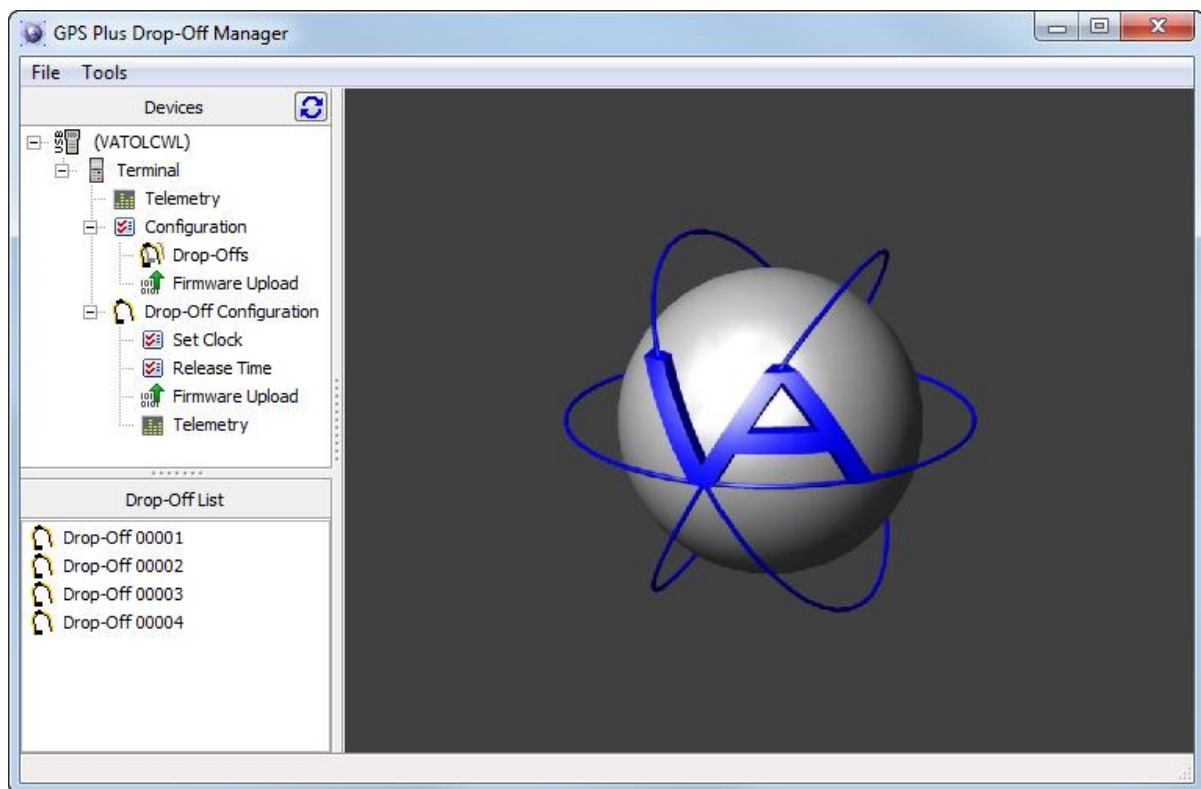 GPS Plus Drop-Off Manager
File Tools
Devices
USB (VATOLCWL)
Terminal
Telemetry
Configuration
Drop-Offs
Firmware Upload
Drop-Off Configuration
Set Clock
Release Time
Firmware Upload
Telemetry
Drop-Off List
Drop-Off 00001
Drop-Off 00002
Drop-Off 00003
Drop-Off 00004
VA